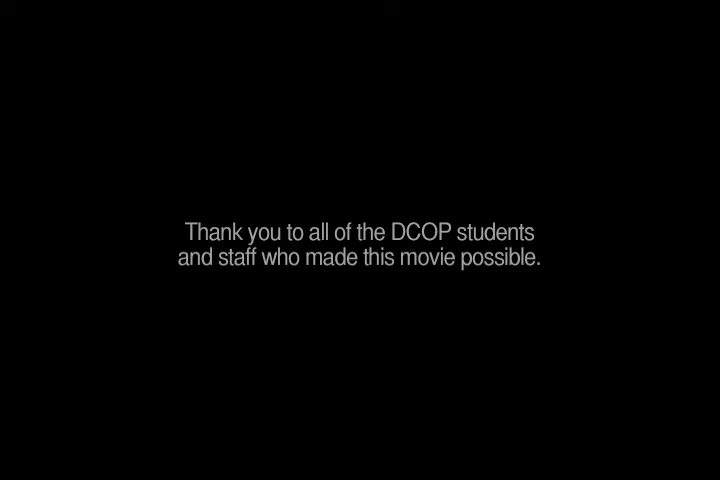 Thank you to all of the DCOP students
and staff who made this movie possible.